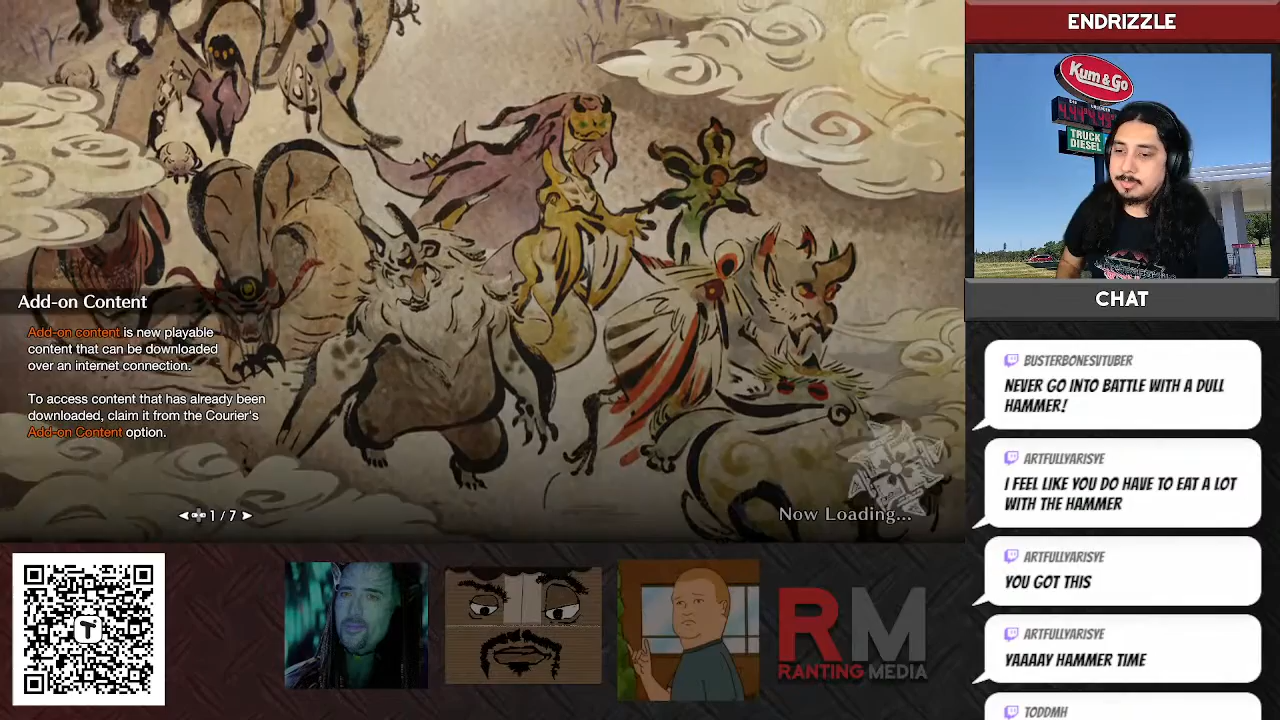 ENDRIZZLE
Kum & Go
TRUCK
DIESEL
CHAT
Add-on Content
Add-on content is new playable
content that can be downloaded
over an internet connection.
To access content that has already been
downloaded, claim it from the Courier's
Add-on Content option.
1 / 7
Now Loading...
BUSTERBONESVTUBER
NEVER GO INTO BATTLE WITH A DULL
HAMMER!
ARTFULLYARISYE
I FEEL LIKE YOU DO HAVE TO EAT A LOT
WITH THE HAMMER
ARTFULLYARISYE
YOU GOT THIS
ARTFULLYARISYE
YAAAAY HAMMER TIME
TODDMH
T
RM
RANTING MEDIA